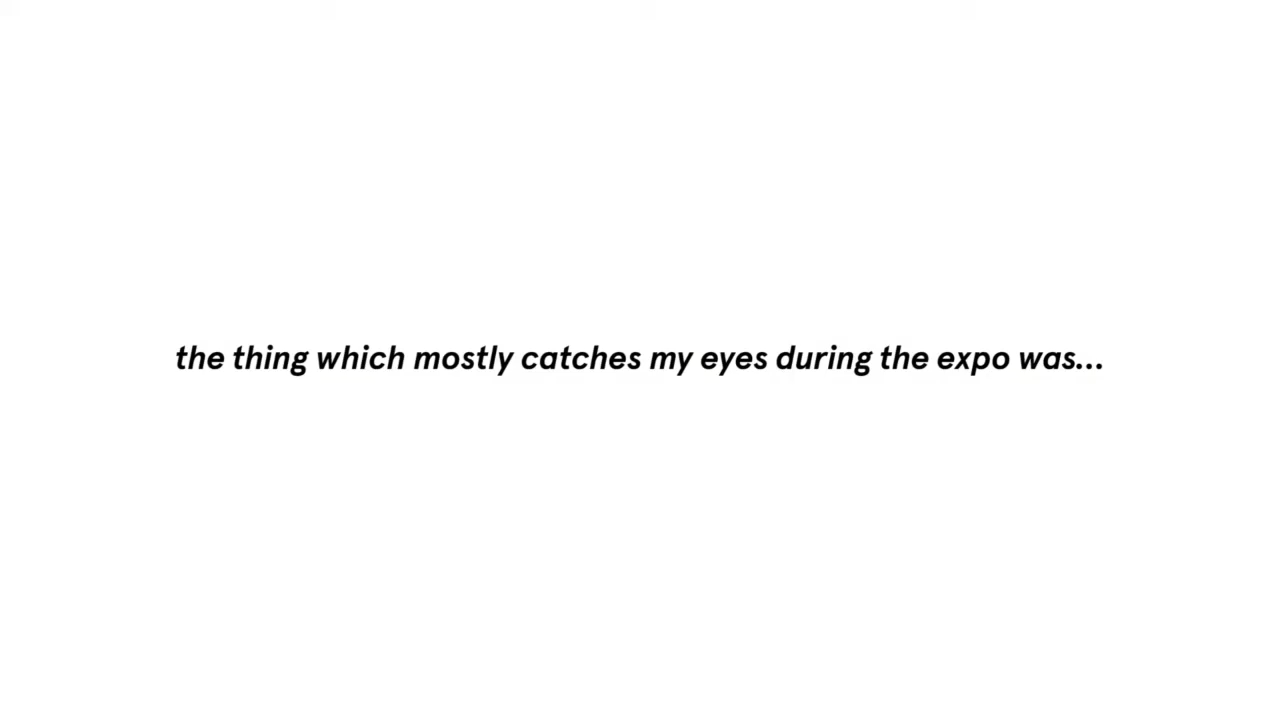 the thing which mostly catches my eyes during the expo was...